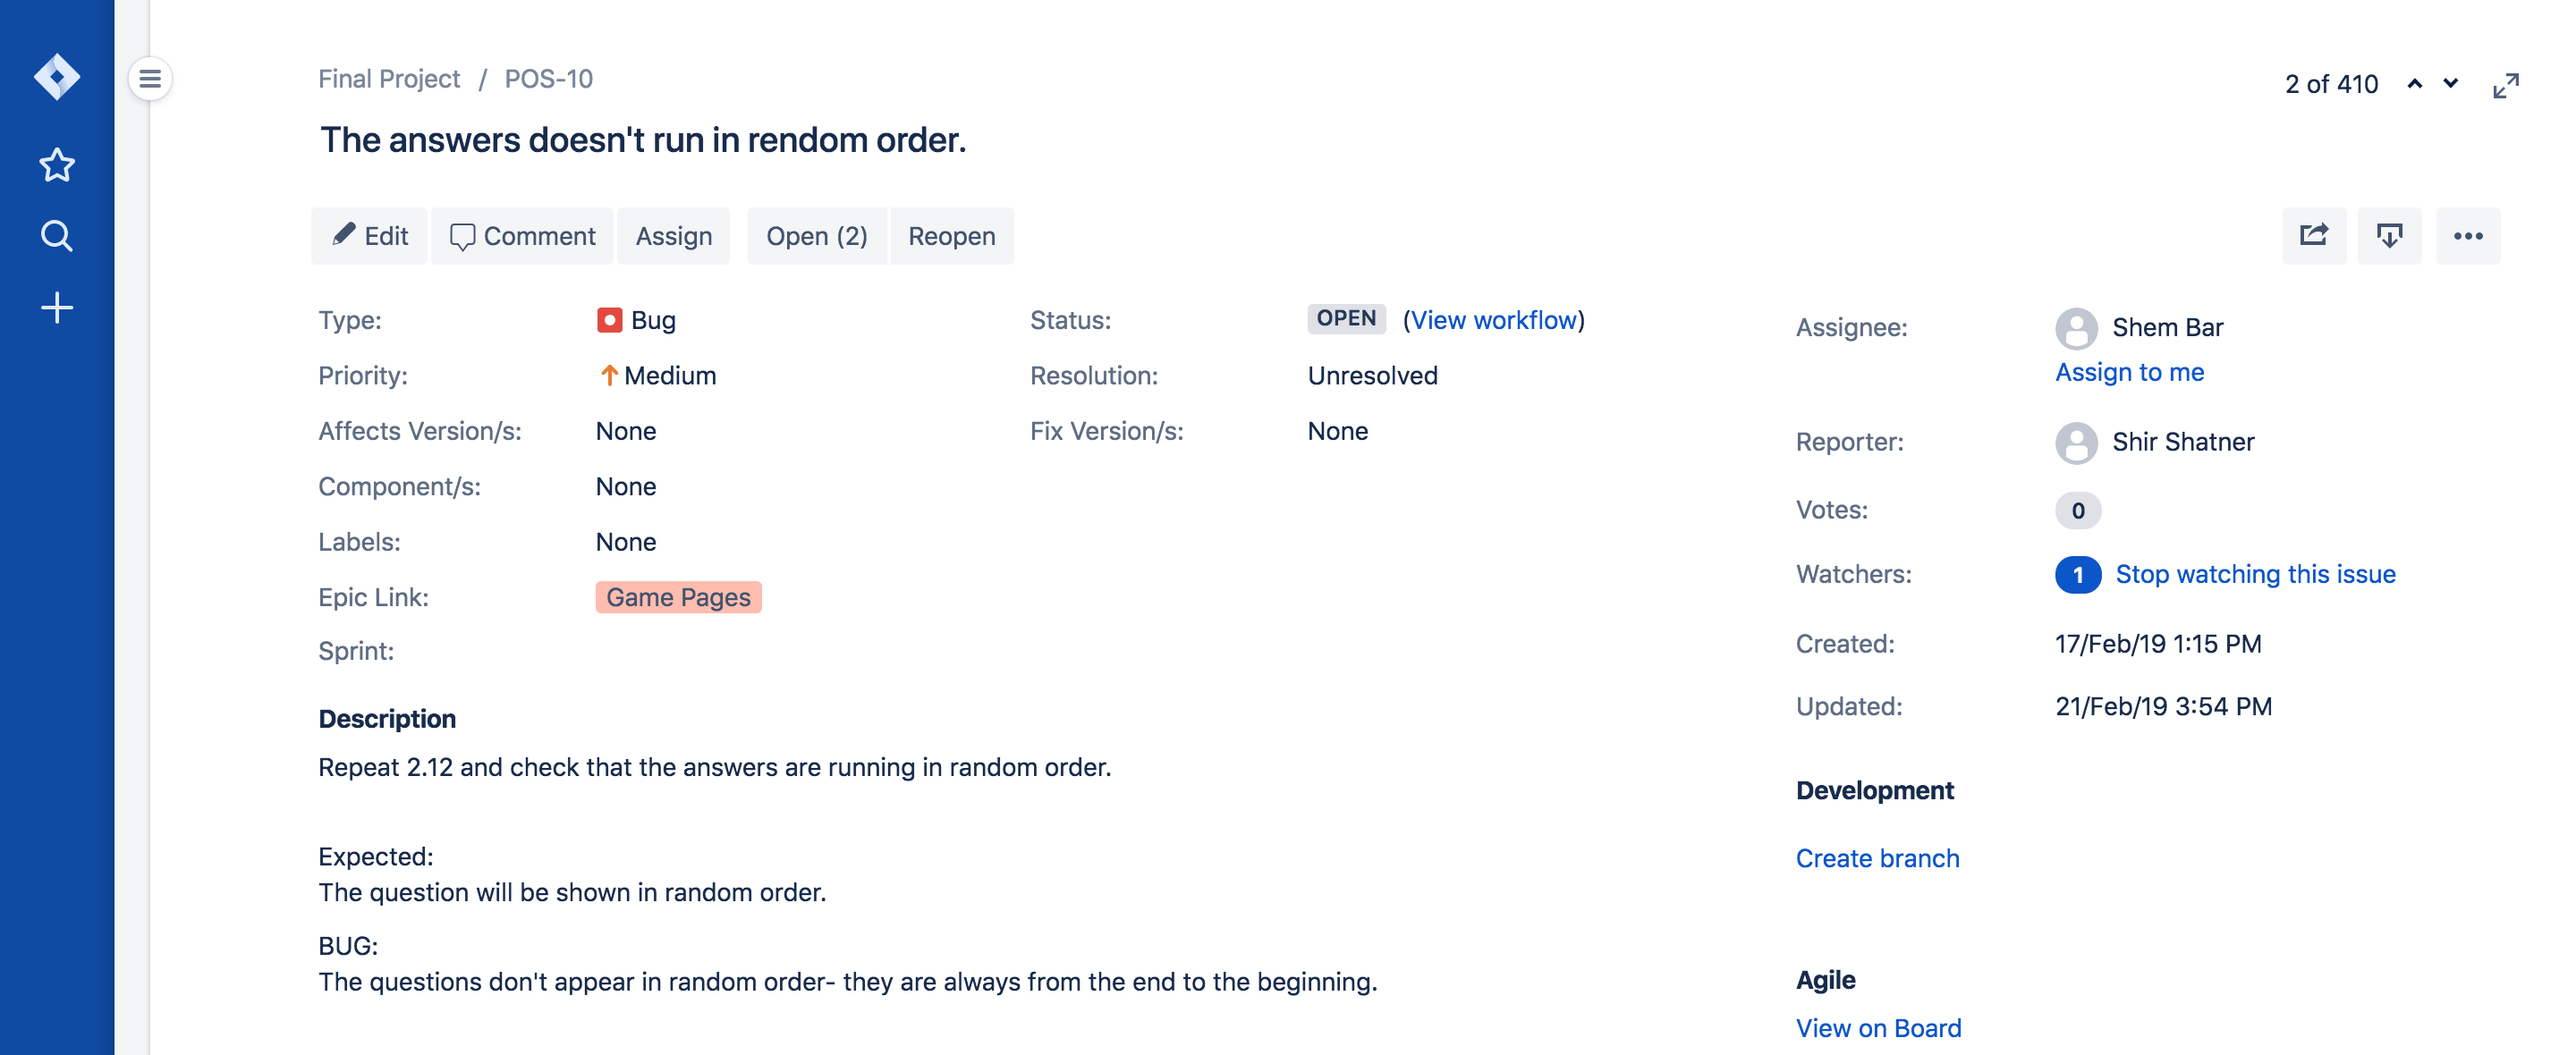 Final Project / POS-10
2 of 410
The answers doesn't run in rendom order.
Edit Comment Assign Open (2) Reopen
Type: Bug
Priority: Medium
Affects Version/s: None
Component/s: None
Labels: None
Epic Link: Game Pages
Sprint:
Status: OPEN (View workflow)
Resolution: Unresolved
Fix Version/s: None
Description
Repeat 2.12 and check that the answers are running in random order.
Expected:
The question will be shown in random order.
BUG:
The questions don't appear in random order- they are always from the end to the beginning.
Assignee: Shem Bar
Assign to me
Reporter: Shir Shatner
Votes: 0
Watchers: 1 Stop watching this issue
Created: 17/Feb/19 1:15 PM
Updated: 21/Feb/19 3:54 PM
Development
Create branch
Agile
View on Board